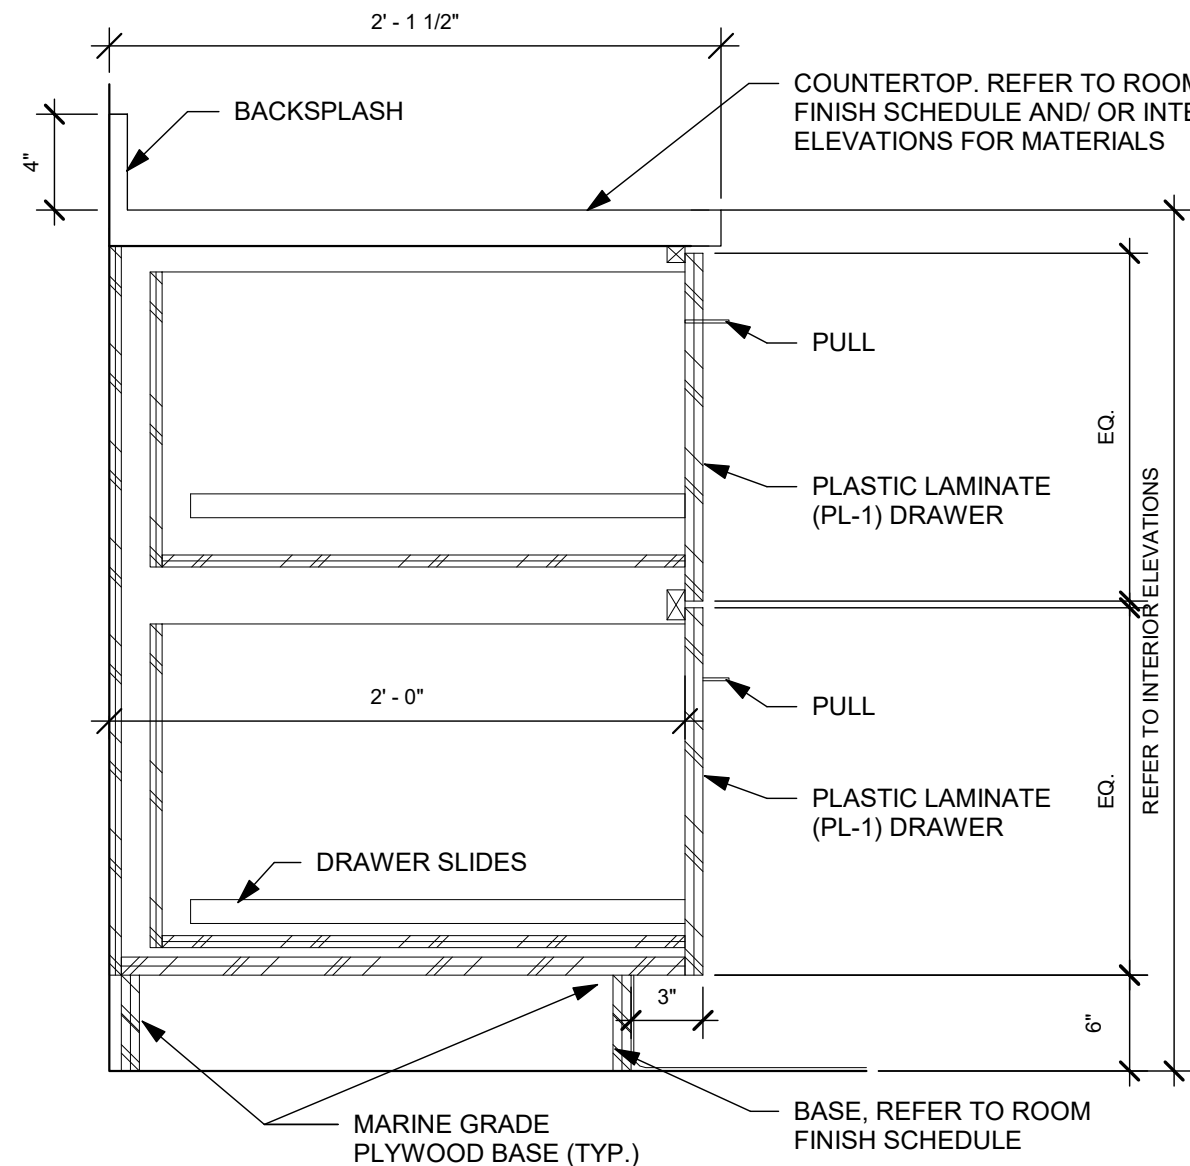 2' - 1 1/2"
BACKSPLASH
4"
COUNTERTOP. REFER TO ROOM
FINISH SCHEDULE AND/ OR
ELEVATIONS FOR MATERIALS
PULL
EQ.
PLASTIC LAMINATE
(PL-1) DRAWER
REFER TO INTERIOR ELEVATIONS
2' - 0"
PULL
EQ.
PLASTIC LAMINATE
(PL-1) DRAWER
DRAWER SLIDES
3"
6"
MARINE GRADE
PLYWOOD BASE (TYP.)
BASE, REFER TO ROOM
FINISH SCHEDULE